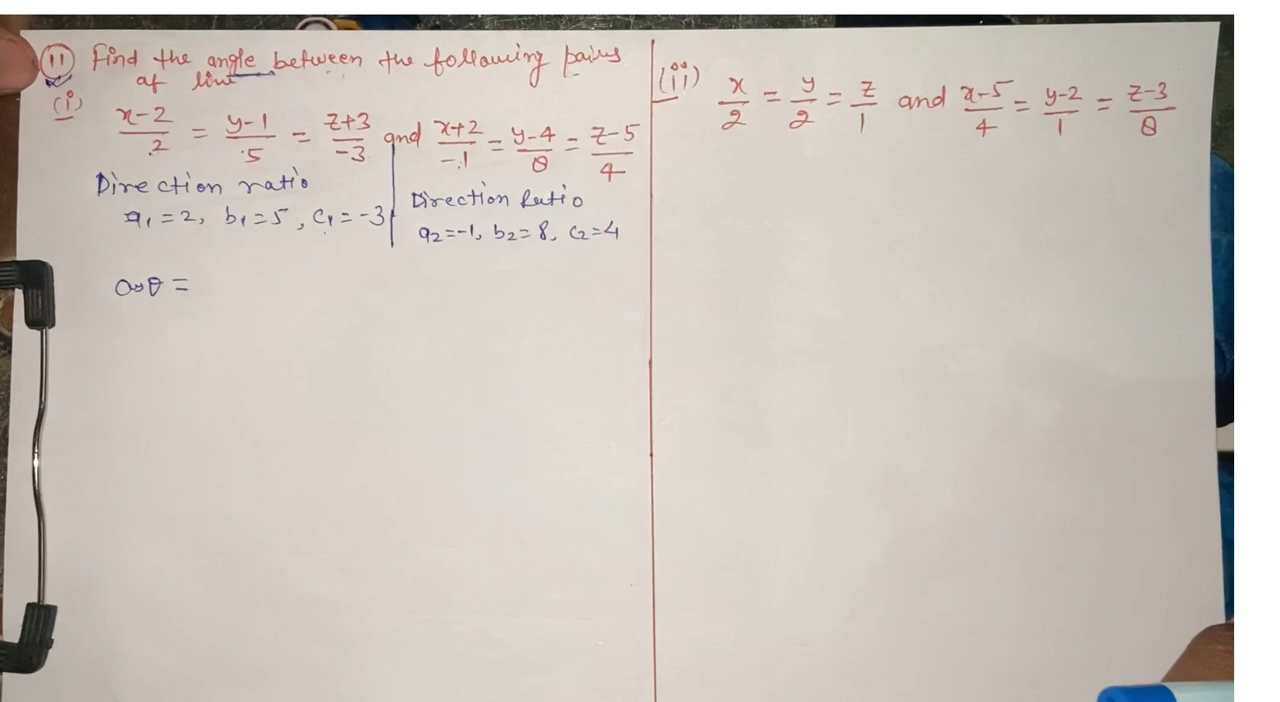 (11) Find the angle between the following pairs
of line
(i) x-2/2 = y-1/5 = z+3/-3 and x+2/-1 = y-4/8 = z-5/4
Direction ratio
a₁ = 2, b₁ = 5, c₁ = -3
Direction Ratio
a₂ = -1, b₂ = 8, c₂ = 4
cosθ =
(ii) x/2 = y/2 = z/1 and x-5/4 = y-2/1 = z-3/8